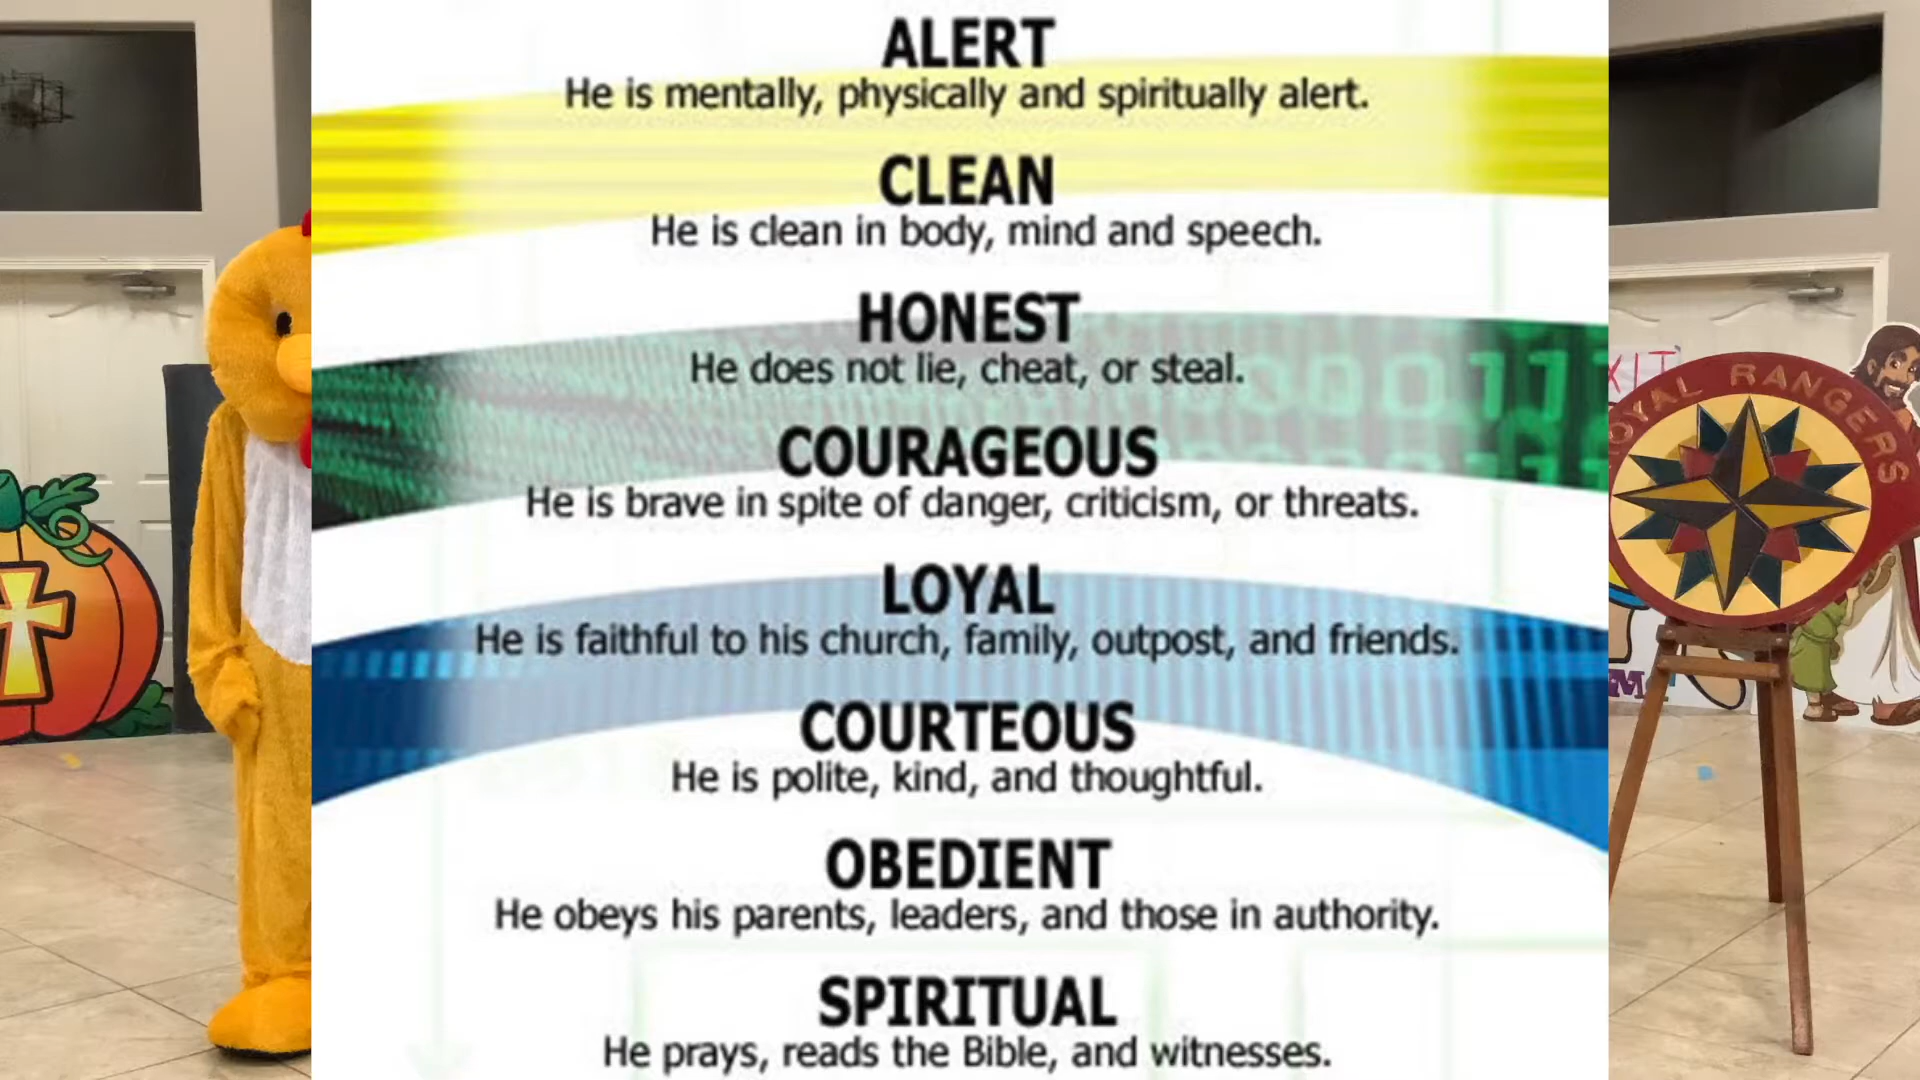 ALERT
He is mentally, physically and spiritually alert.
CLEAN
He is clean in body, mind and speech.
HONEST
He does not lie, cheat, or steal.
COURAGEOUS
He is brave in spite of danger, criticism, or threats.
LOYAL
He is faithful to his church, family, outpost, and friends.
COURTEOUS
He is polite, kind, and thoughtful.
OBEDIENT
He obeys his parents, leaders, and those in authority.
SPIRITUAL
He prays, reads the Bible, and witnesses.
XIT
OYAL RANGERS